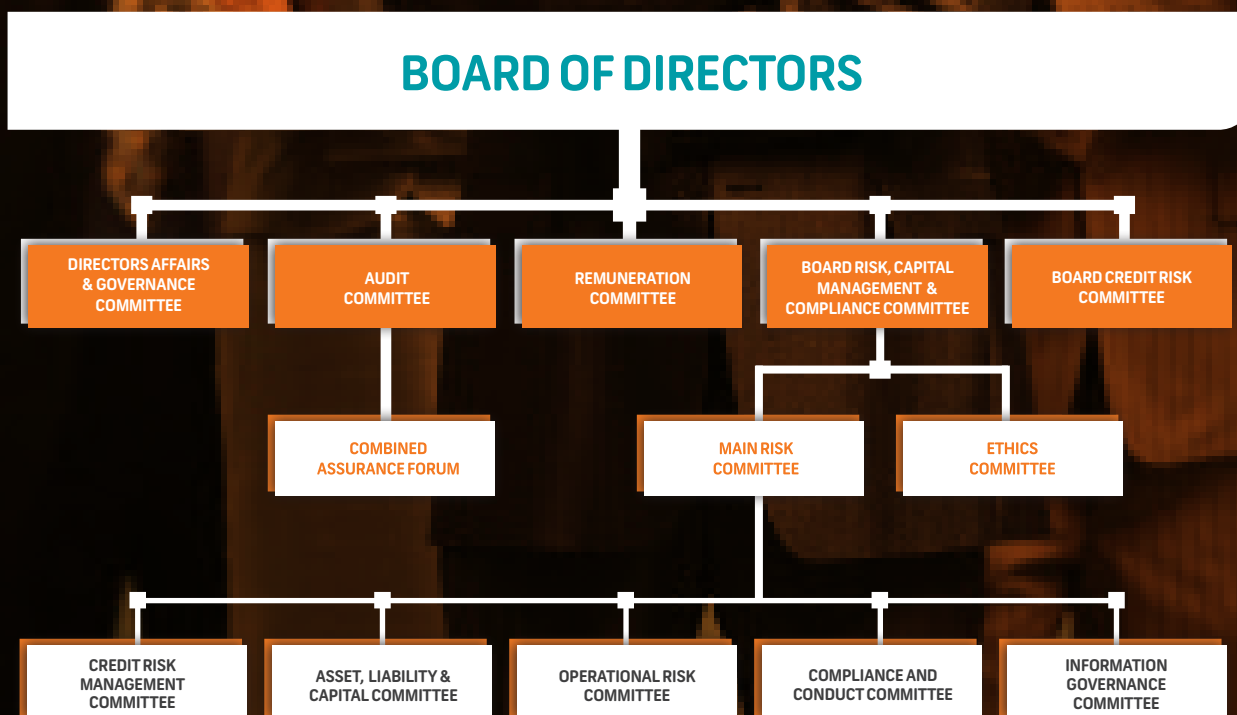 BOARD OF DIRECTORS
DIRECTORS AFFAIRS
& GOVERNANCE
COMMITTEE
AUDIT
COMMITTEE
REMUNERATION
COMMITTEE
BOARD RISK, CAPITAL
MANAGEMENT &
COMPLIANCE COMMITTEE
BOARD CREDIT RISK
COMMITTEE
COMBINED
ASSURANCE FORUM
MAIN RISK
COMMITTEE
ETHICS
COMMITTEE
CREDIT RISK
MANAGEMENT
COMMITTEE
ASSET, LIABILITY &
CAPITAL COMMITTEE
OPERATIONAL RISK
COMMITTEE
COMPLIANCE AND
CONDUCT COMMITTEE
INFORMATION
GOVERNANCE
COMMITTEE